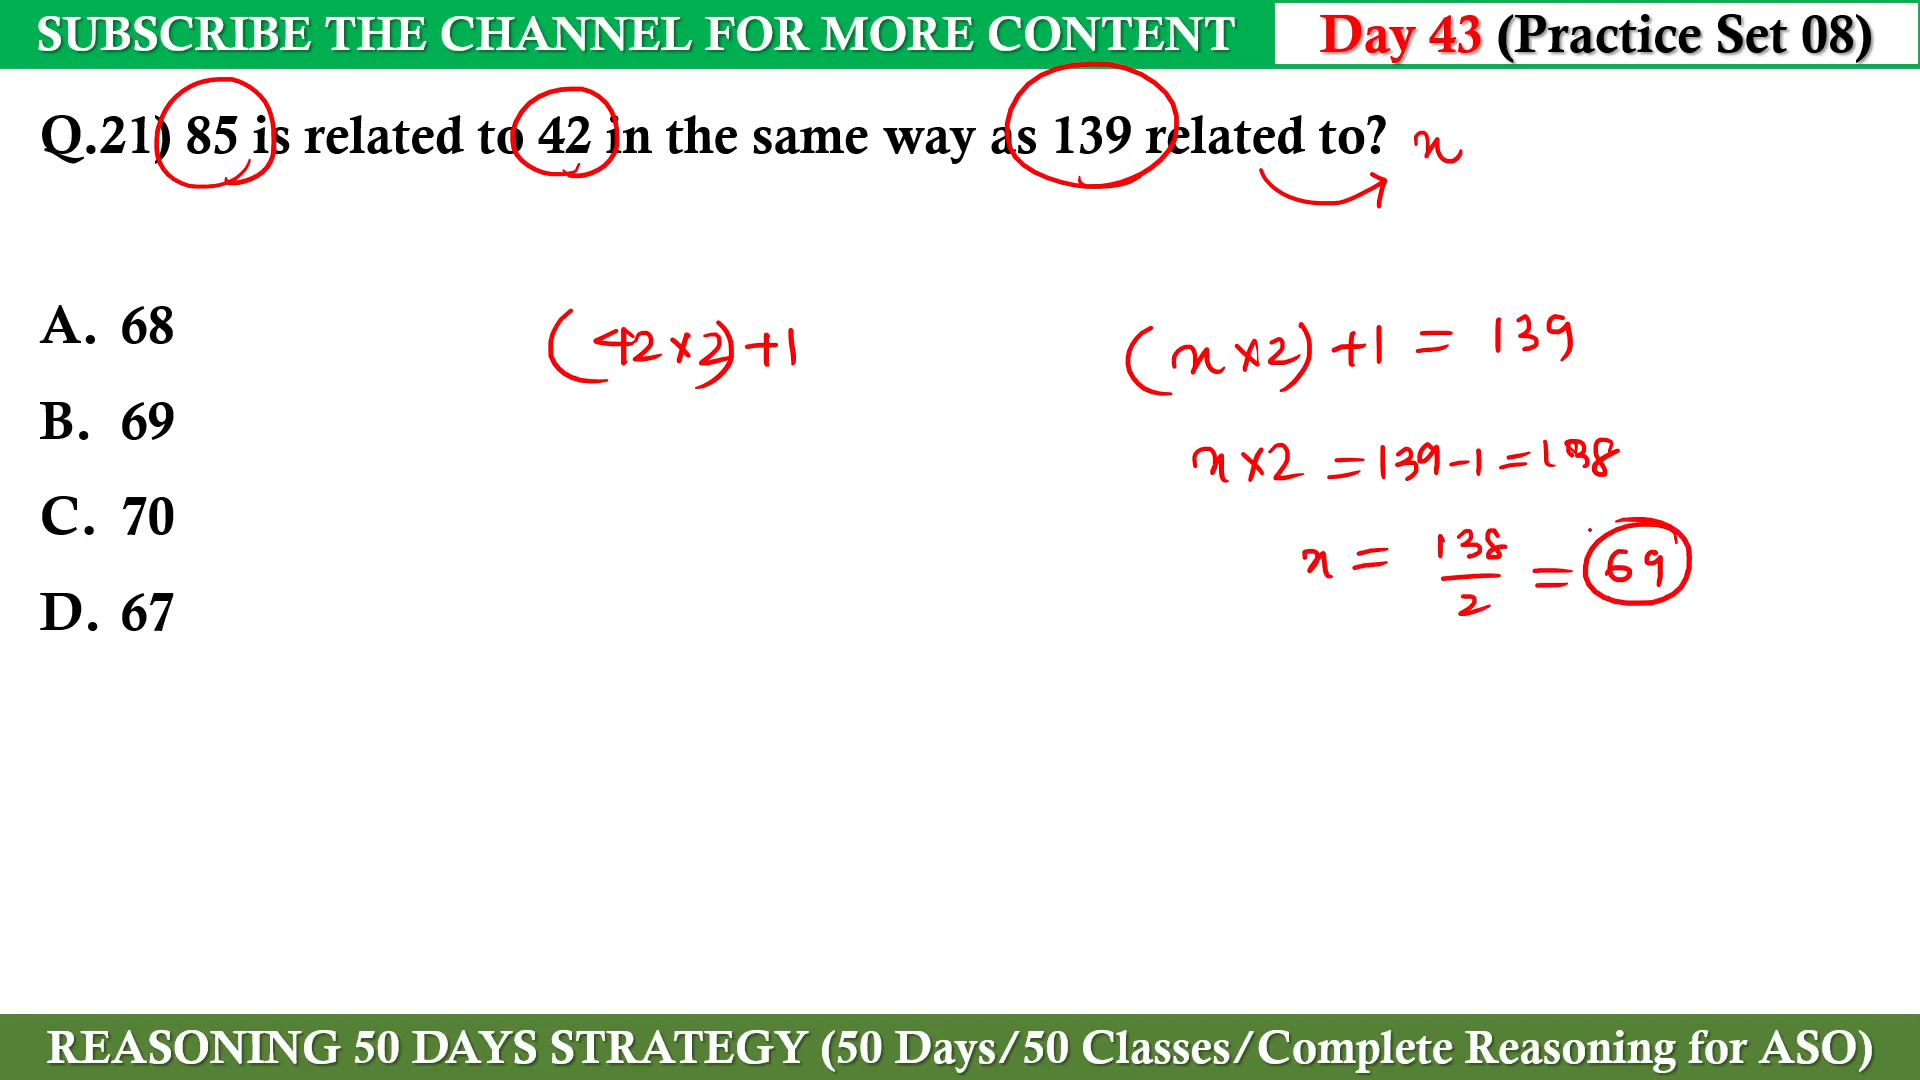 SUBSCRIBE THE CHANNEL FOR MORE CONTENT
Day 43 (Practice Set 08)
Q.21) 85 is related to 42 in the same way as 139 related to? x
A. 68
B. 69
C. 70
D. 67
(42×2)+1
(x×2)+1 = 139
x×2 = 139-1 = 138
x = 138/2 = 69
REASONING 50 DAYS STRATEGY (50 Days/50 Classes/Complete Reasoning for ASO)